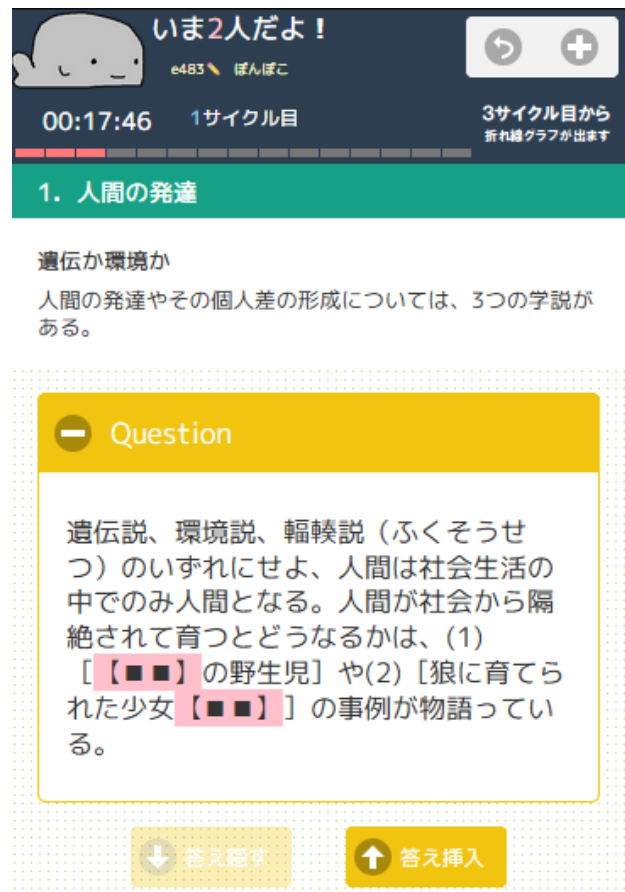 いま2人だよ！
e483✏ ぽんぽこ
00:17:46 1サイクル目
3サイクル目から
折れ線グラフが出ます
1. 人間の発達
遺伝か環境か
人間の発達やその個人差の形成については、3つの学説が
ある。
Question
遺伝説、環境説、輻輳説（ふくそうせ
つ）のいずれにせよ、人間は社会生活の
中でのみ人間となる。人間が社会から隔
絶されて育つとどうなるかは、(1)
［【■■】の野生児］や(2)［狼に育てら
れた少女【■■】］の事例が物語ってい
る。
答え隠す
答え挿入